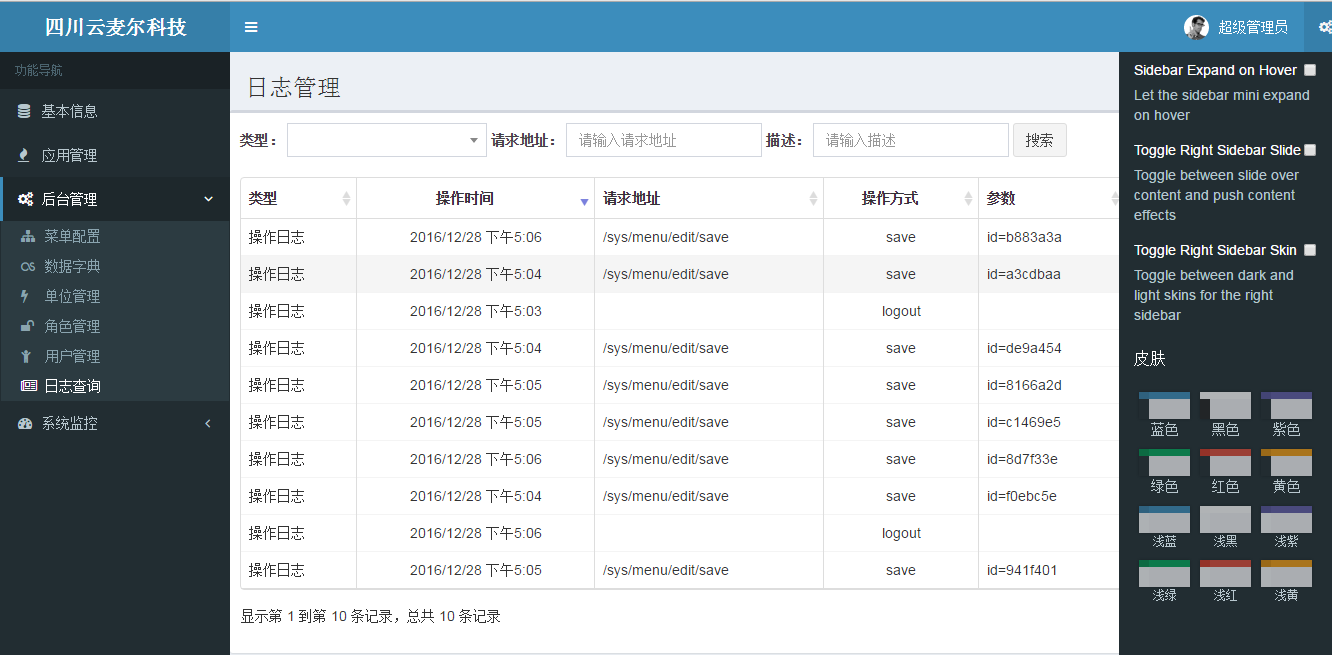 四川云麦尔科技
超级管理员
功能导航
基本信息
应用管理
后台管理
菜单配置
数据字典
单位管理
角色管理
用户管理
日志查询
系统监控
日志管理
类型： 请求地址： 请输入请求地址 描述： 请输入描述 搜索
类型 操作时间 请求地址 操作方式 参数
操作日志 2016/12/28 下午5:06 /sys/menu/edit/save save id=b883a3a
操作日志 2016/12/28 下午5:04 /sys/menu/edit/save save id=a3cdbaa
操作日志 2016/12/28 下午5:03 logout
操作日志 2016/12/28 下午5:04 /sys/menu/edit/save save id=de9a454
操作日志 2016/12/28 下午5:05 /sys/menu/edit/save save id=8166a2d
操作日志 2016/12/28 下午5:05 /sys/menu/edit/save save id=c1469e5
操作日志 2016/12/28 下午5:06 /sys/menu/edit/save save id=8d7f33e
操作日志 2016/12/28 下午5:04 /sys/menu/edit/save save id=f0ebc5e
操作日志 2016/12/28 下午5:06 logout
操作日志 2016/12/28 下午5:05 /sys/menu/edit/save save id=941f401
显示第 1 到第 10 条记录，总共 10 条记录
Sidebar Expand on Hover
Let the sidebar mini expand
on hover
Toggle Right Sidebar Slide
Toggle between slide over
content and push content
effects
Toggle Right Sidebar Skin
Toggle between dark and
light skins for the right
sidebar
皮肤
蓝色 黑色 紫色
绿色 红色 黄色
浅蓝 浅黑 浅紫
浅绿 浅红 浅黄